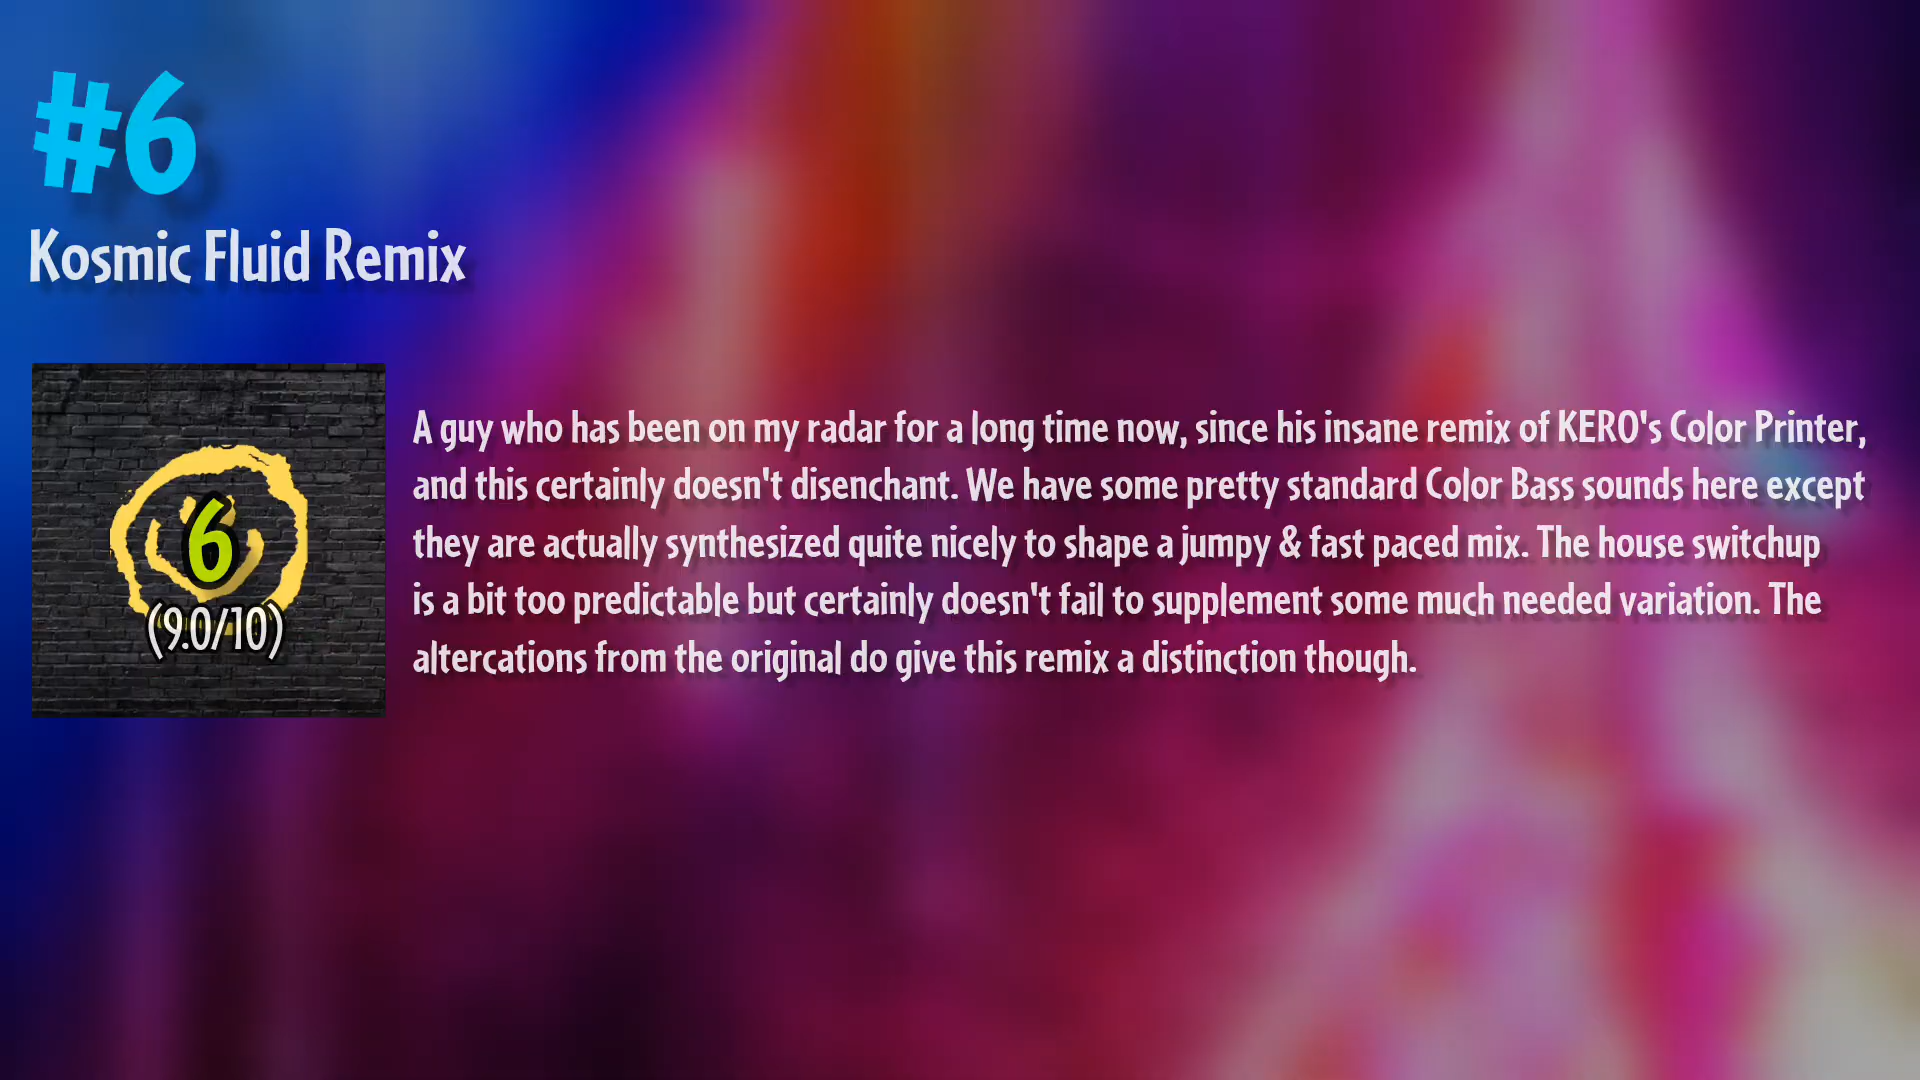 #6
Kosmic Fluid Remix
6
(9.0/10)
A guy who has been on my radar for a long time now, since his insane remix of KERO's Color Printer,
and this certainly doesn't disenchant. We have some pretty standard Color Bass sounds here except
they are actually synthesized quite nicely to shape a jumpy & fast paced mix. The house switchup
is a bit too predictable but certainly doesn't fail to supplement some much needed variation. The
altercations from the original do give this remix a distinction though.